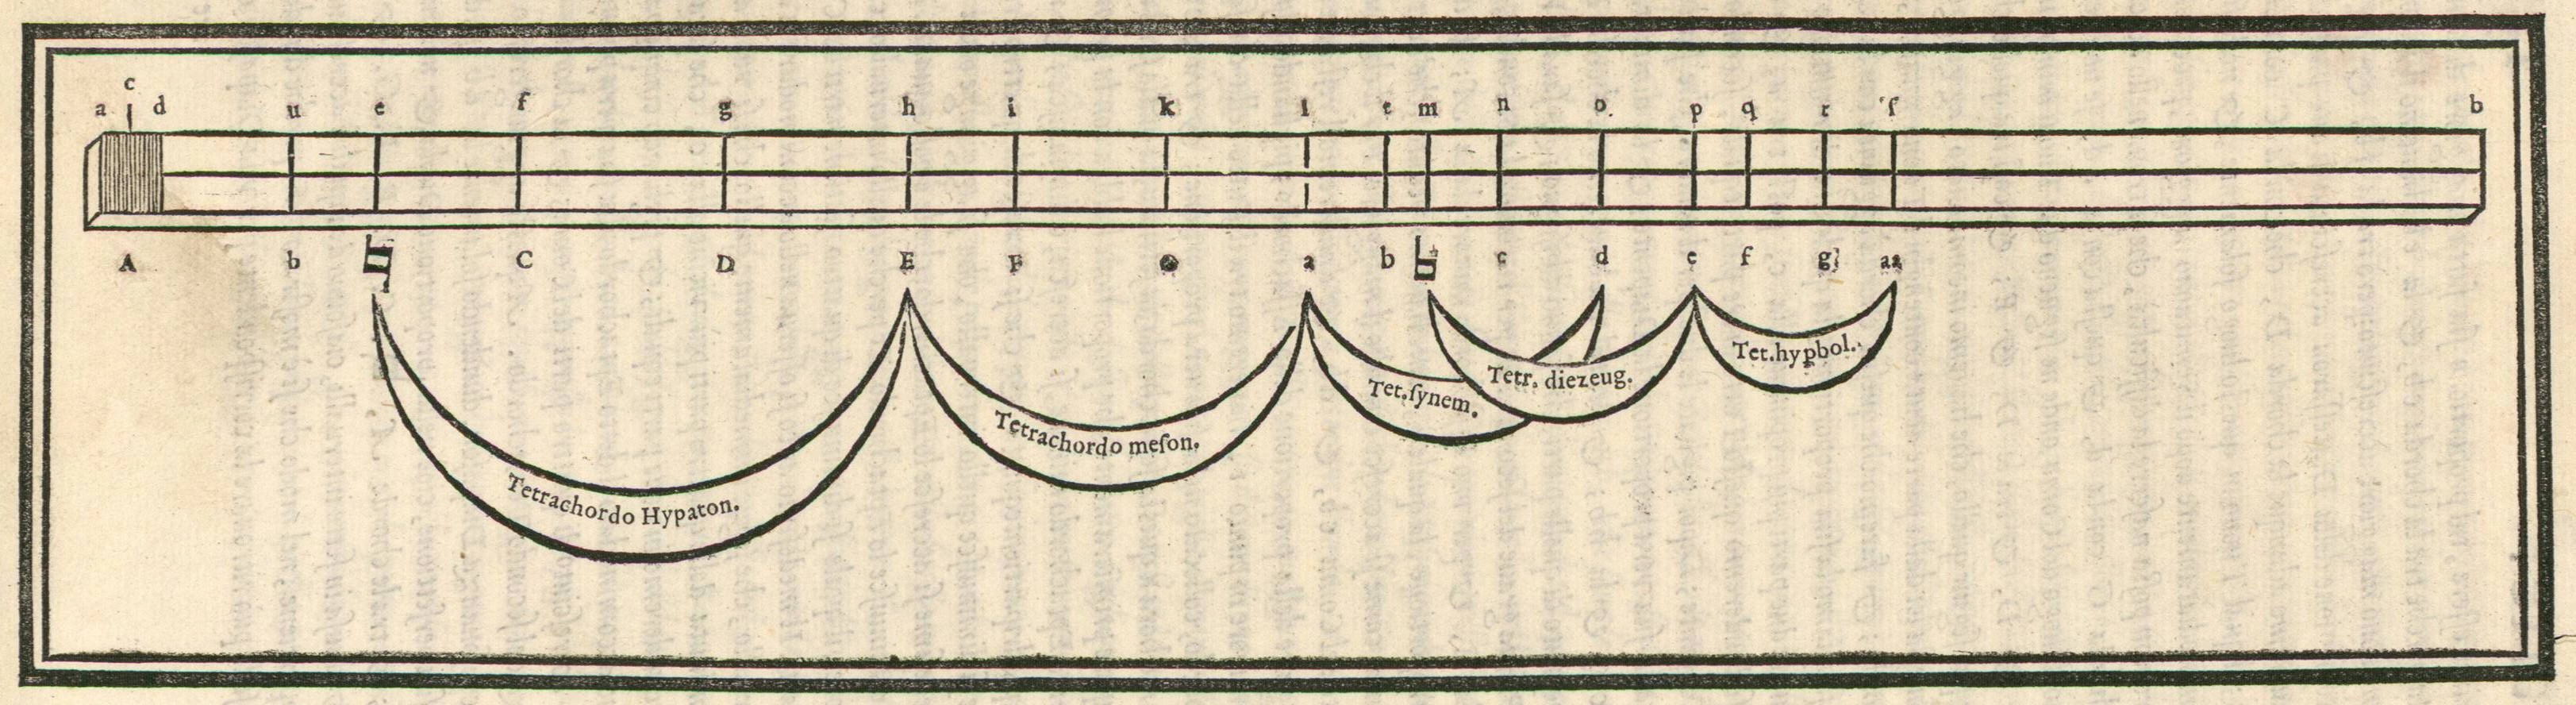 c
a d u e f g h i k l t m n o. p q r ſ b
A b ♮ C D E F G a b ♮ c d e f g aa
Tet.hypbol.
Tet.ſynem. Tetr. diezeug.
Tetrachordo meſon.
Tetrachordo Hypaton.